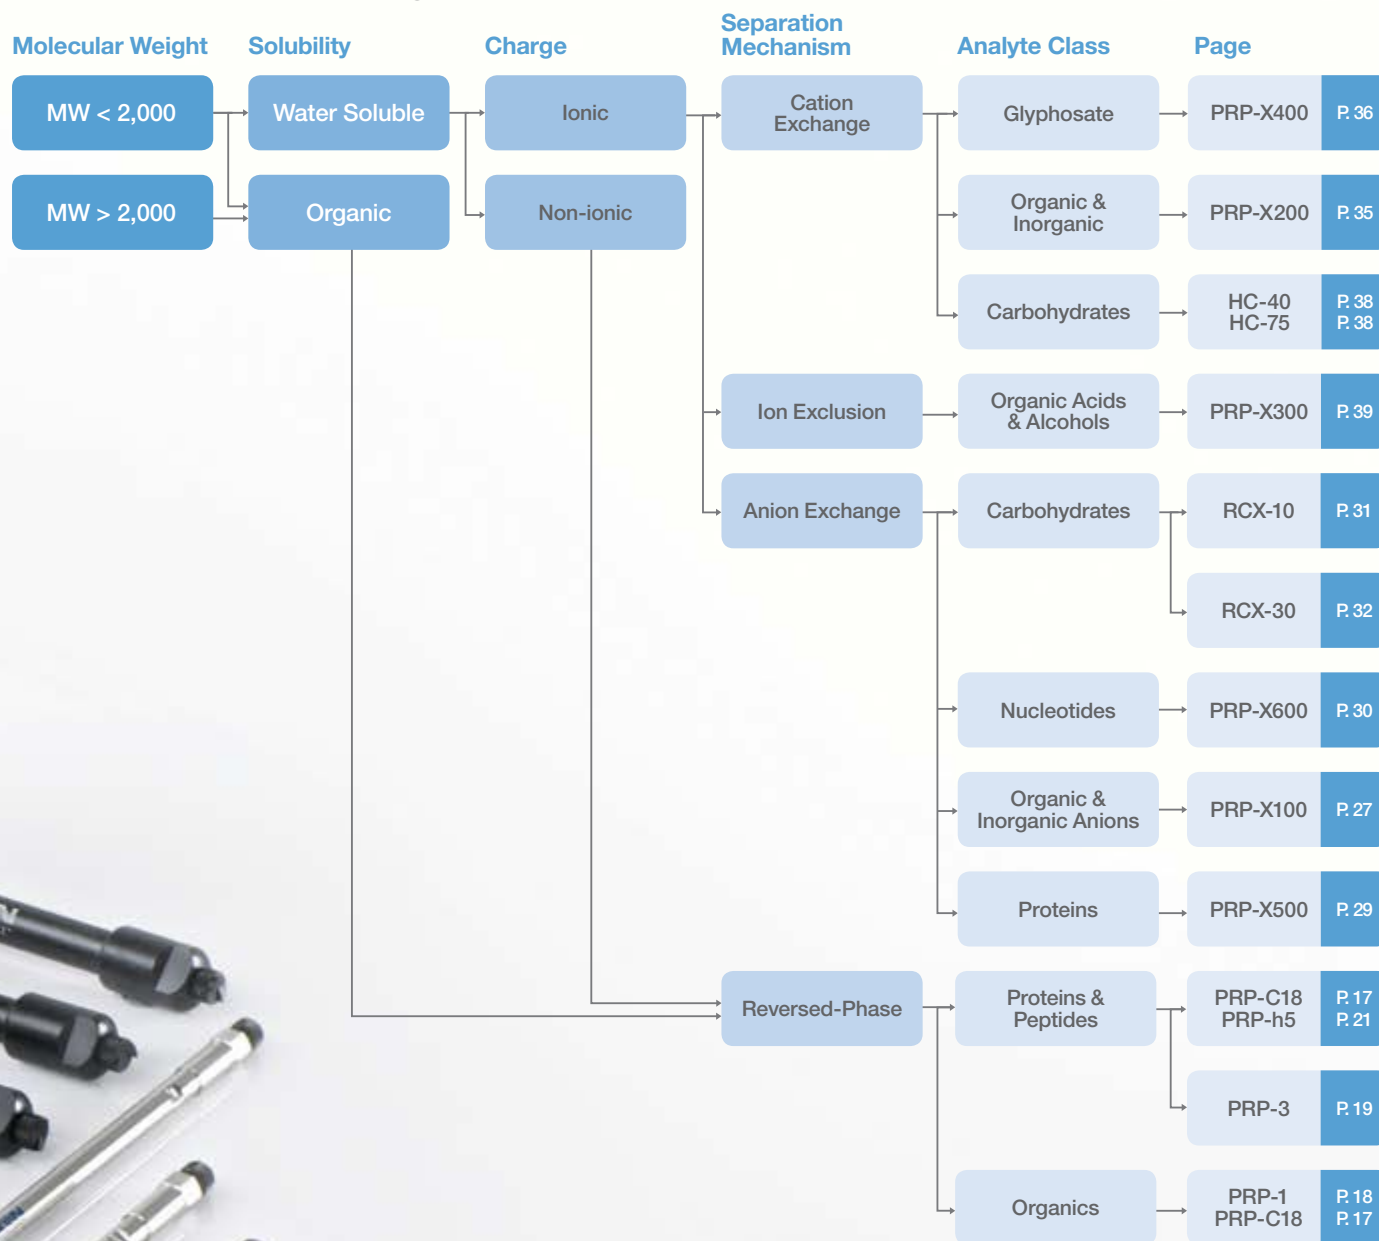 Molecular Weight
Solubility
Charge
Separation
Mechanism
Analyte Class
Page
MW < 2,000
Water Soluble
Ionic
Cation
Exchange
Glyphosate
PRP-X400
P. 36
MW > 2,000
Organic
Non-ionic
Organic &
Inorganic
PRP-X200
P. 35
Carbohydrates
HC-40
HC-75
P. 38
P. 38
Ion Exclusion
Organic Acids
& Alcohols
PRP-X300
P. 39
Anion Exchange
Carbohydrates
RCX-10
P. 31
RCX-30
P. 32
Nucleotides
PRP-X600
P. 30
Organic &
Inorganic Anions
PRP-X100
P. 27
Proteins
PRP-X500
P. 29
Reversed-Phase
Proteins &
Peptides
PRP-C18
PRP-h5
P. 17
P. 21
PRP-3
P. 19
Organics
PRP-1
PRP-C18
P. 18
P. 17